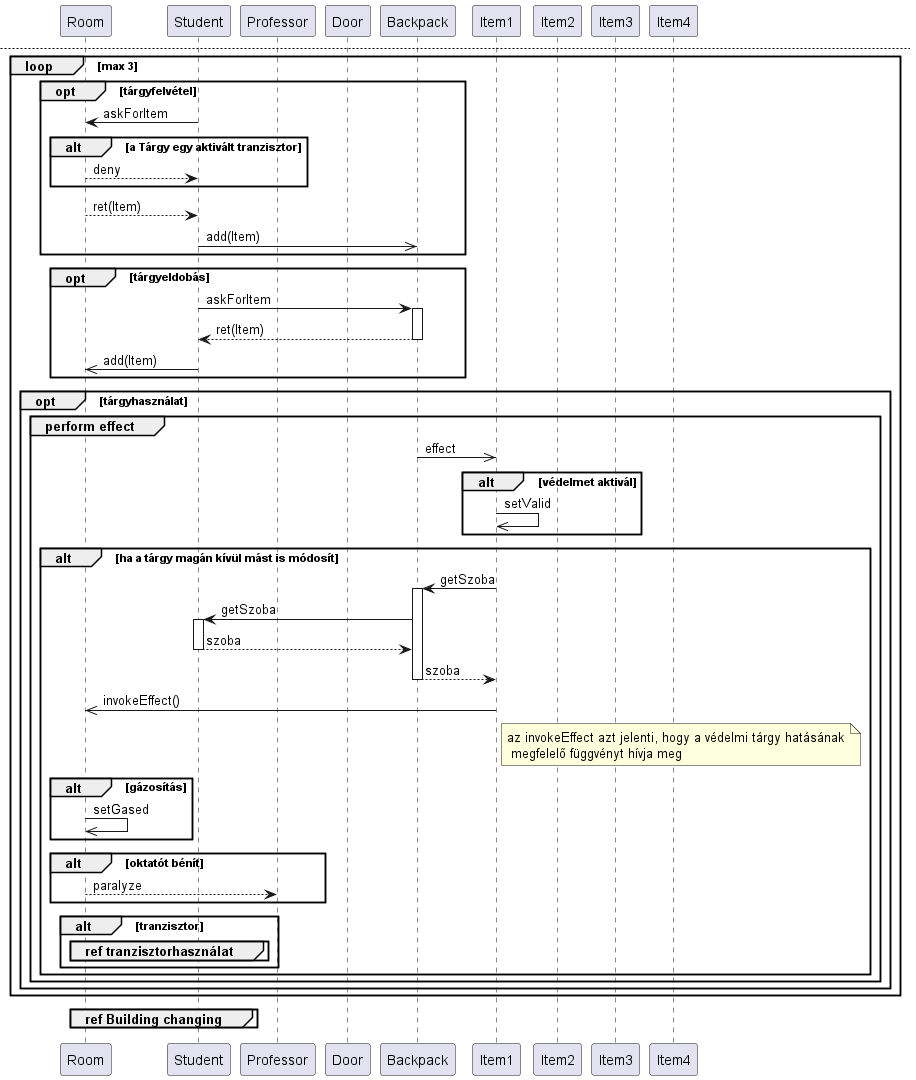 Room Student Professor Door Backpack Item1 Item2 Item3 Item4
loop [max 3]
opt [tárgyfelvétel]
askForItem
alt [a Tárgy egy aktivált tranzisztor]
deny
ret(Item)
add(Item)
opt [tárgyeldobás]
askForItem
ret(Item)
add(Item)
opt [tárgyhasználat]
perform effect
effect
alt [védelmet aktivál]
setValid
alt [ha a tárgy magán kívül mást is módosít]
getSzoba
getSzoba
szoba
szoba
invokeEffect()
az invokeEffect azt jelenti, hogy a védelmi tárgy hatásának
megfelelő függvényt hívja meg
alt [gázosítás]
setGased
alt [oktatót bénít]
paralyze
alt [tranzisztor]
ref tranzisztorhasználat
ref Building changing
Room Student Professor Door Backpack Item1 Item2 Item3 Item4